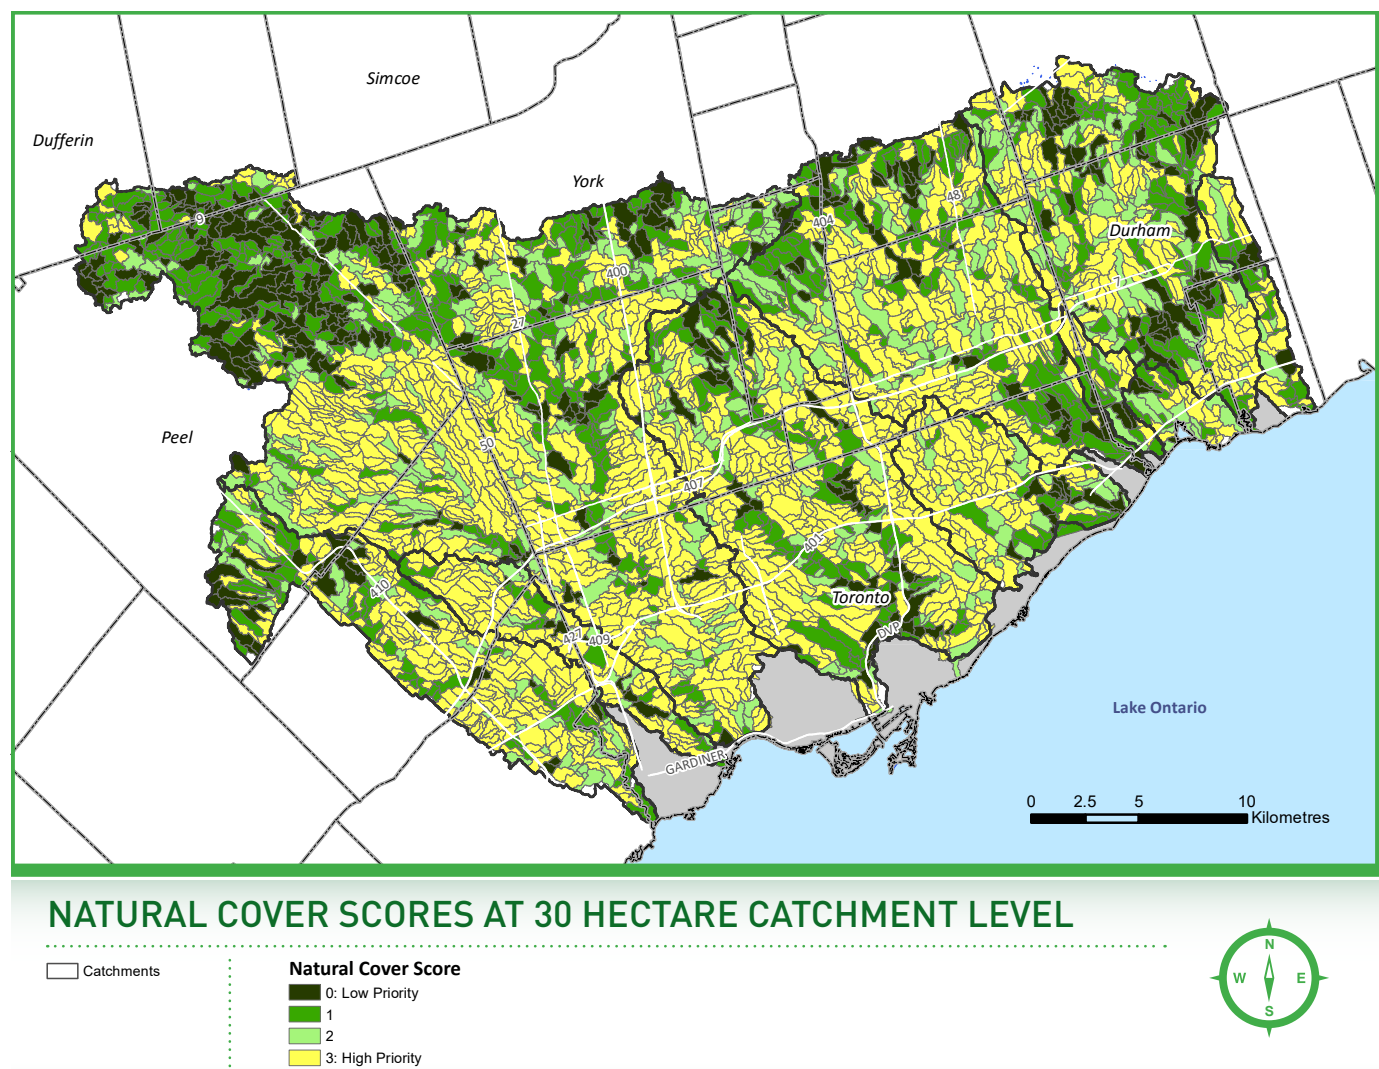 Simcoe
Dufferin
York
9
48
404
Durham
400
7
27
Peel
50
407
401
410
Toronto
DVP
427
409
Lake Ontario
GARDINER
0 2.5 5 10
Kilometres
NATURAL COVER SCORES AT 30 HECTARE CATCHMENT LEVEL
Catchments
Natural Cover Score
0: Low Priority
1
2
3: High Priority
N
W E
S